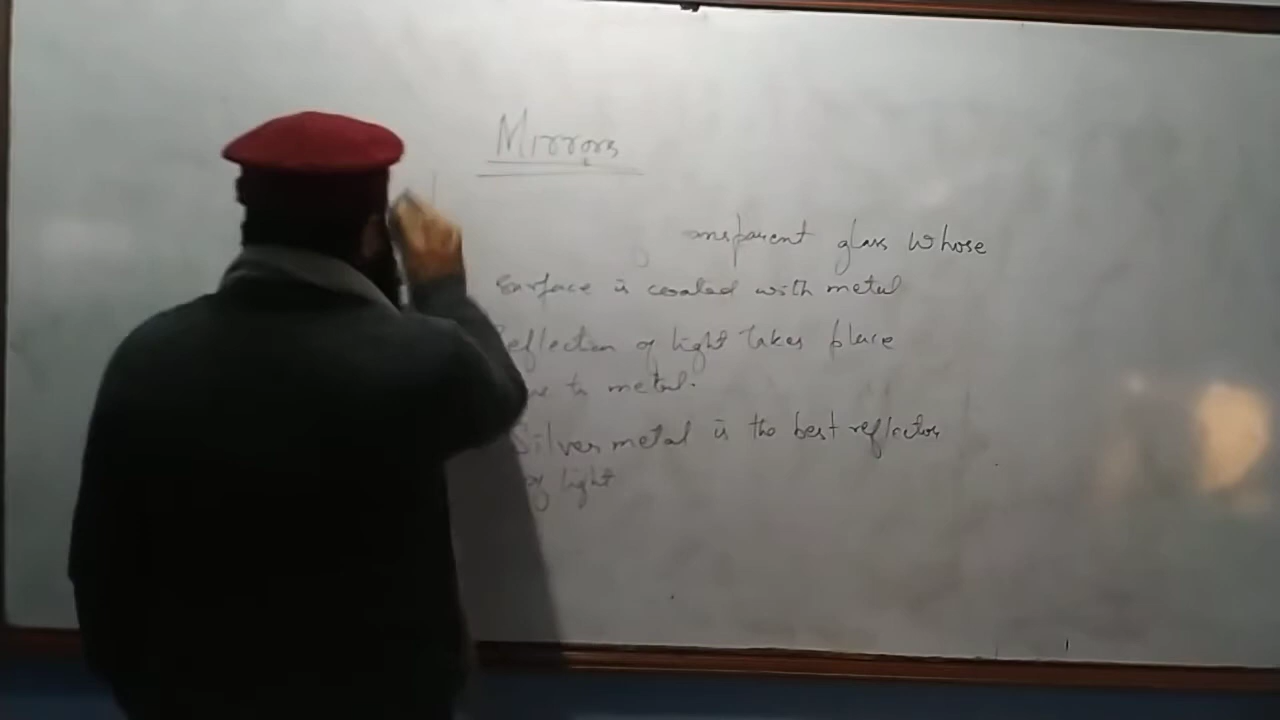 Mirrors
ansparent glass whose
surface is coated with metal
eflection of light takes place
ue to metal.
Silver metal is the best reflector
of light